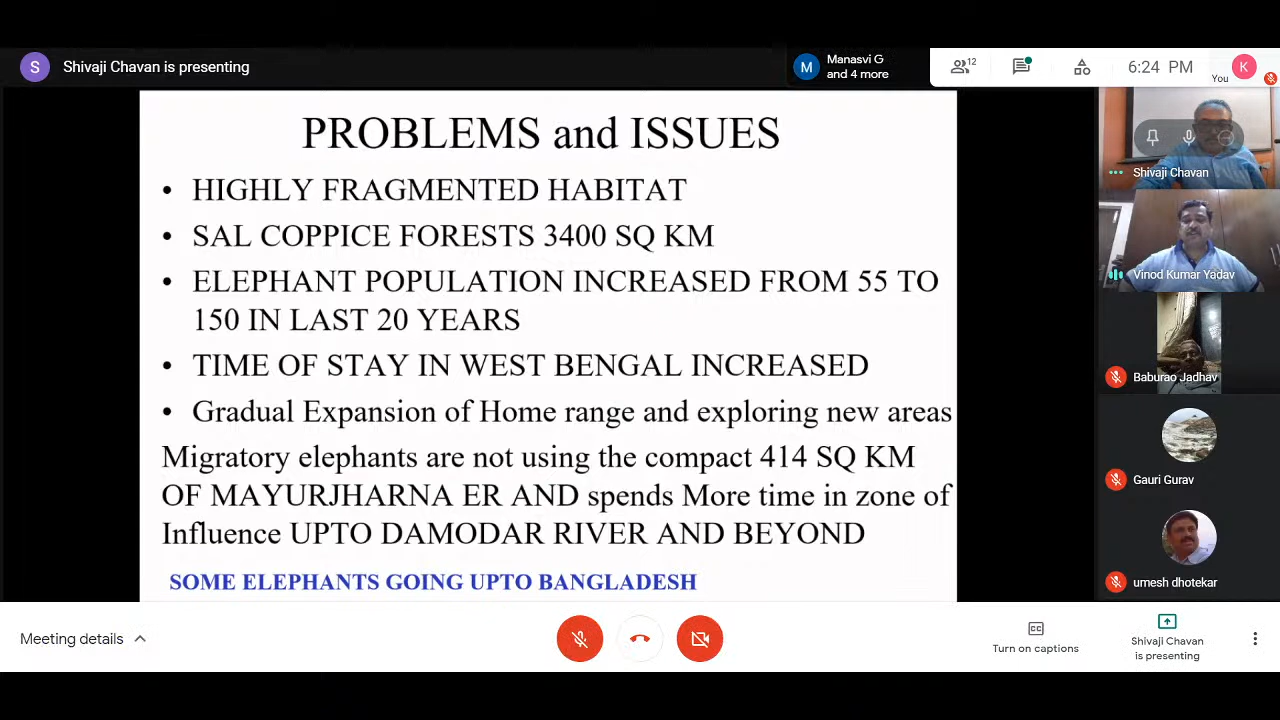 S
Shivaji Chavan is presenting
M
Manasvi G
and 4 more
12
6:24 PM
You
K
PROBLEMS and ISSUES
• HIGHLY FRAGMENTED HABITAT
• SAL COPPICE FORESTS 3400 SQ KM
• ELEPHANT POPULATION INCREASED FROM 55 TO
150 IN LAST 20 YEARS
• TIME OF STAY IN WEST BENGAL INCREASED
• Gradual Expansion of Home range and exploring new areas
Migratory elephants are not using the compact 414 SQ KM
OF MAYURJHARNA ER AND spends More time in zone of
Influence UPTO DAMODAR RIVER AND BEYOND
SOME ELEPHANTS GOING UPTO BANGLADESH
Shivaji Chavan
Vinod Kumar Yadav
Baburao Jadhav
Gauri Gurav
umesh dhotekar
Meeting details
CC
Turn on captions
Shivaji Chavan
is presenting